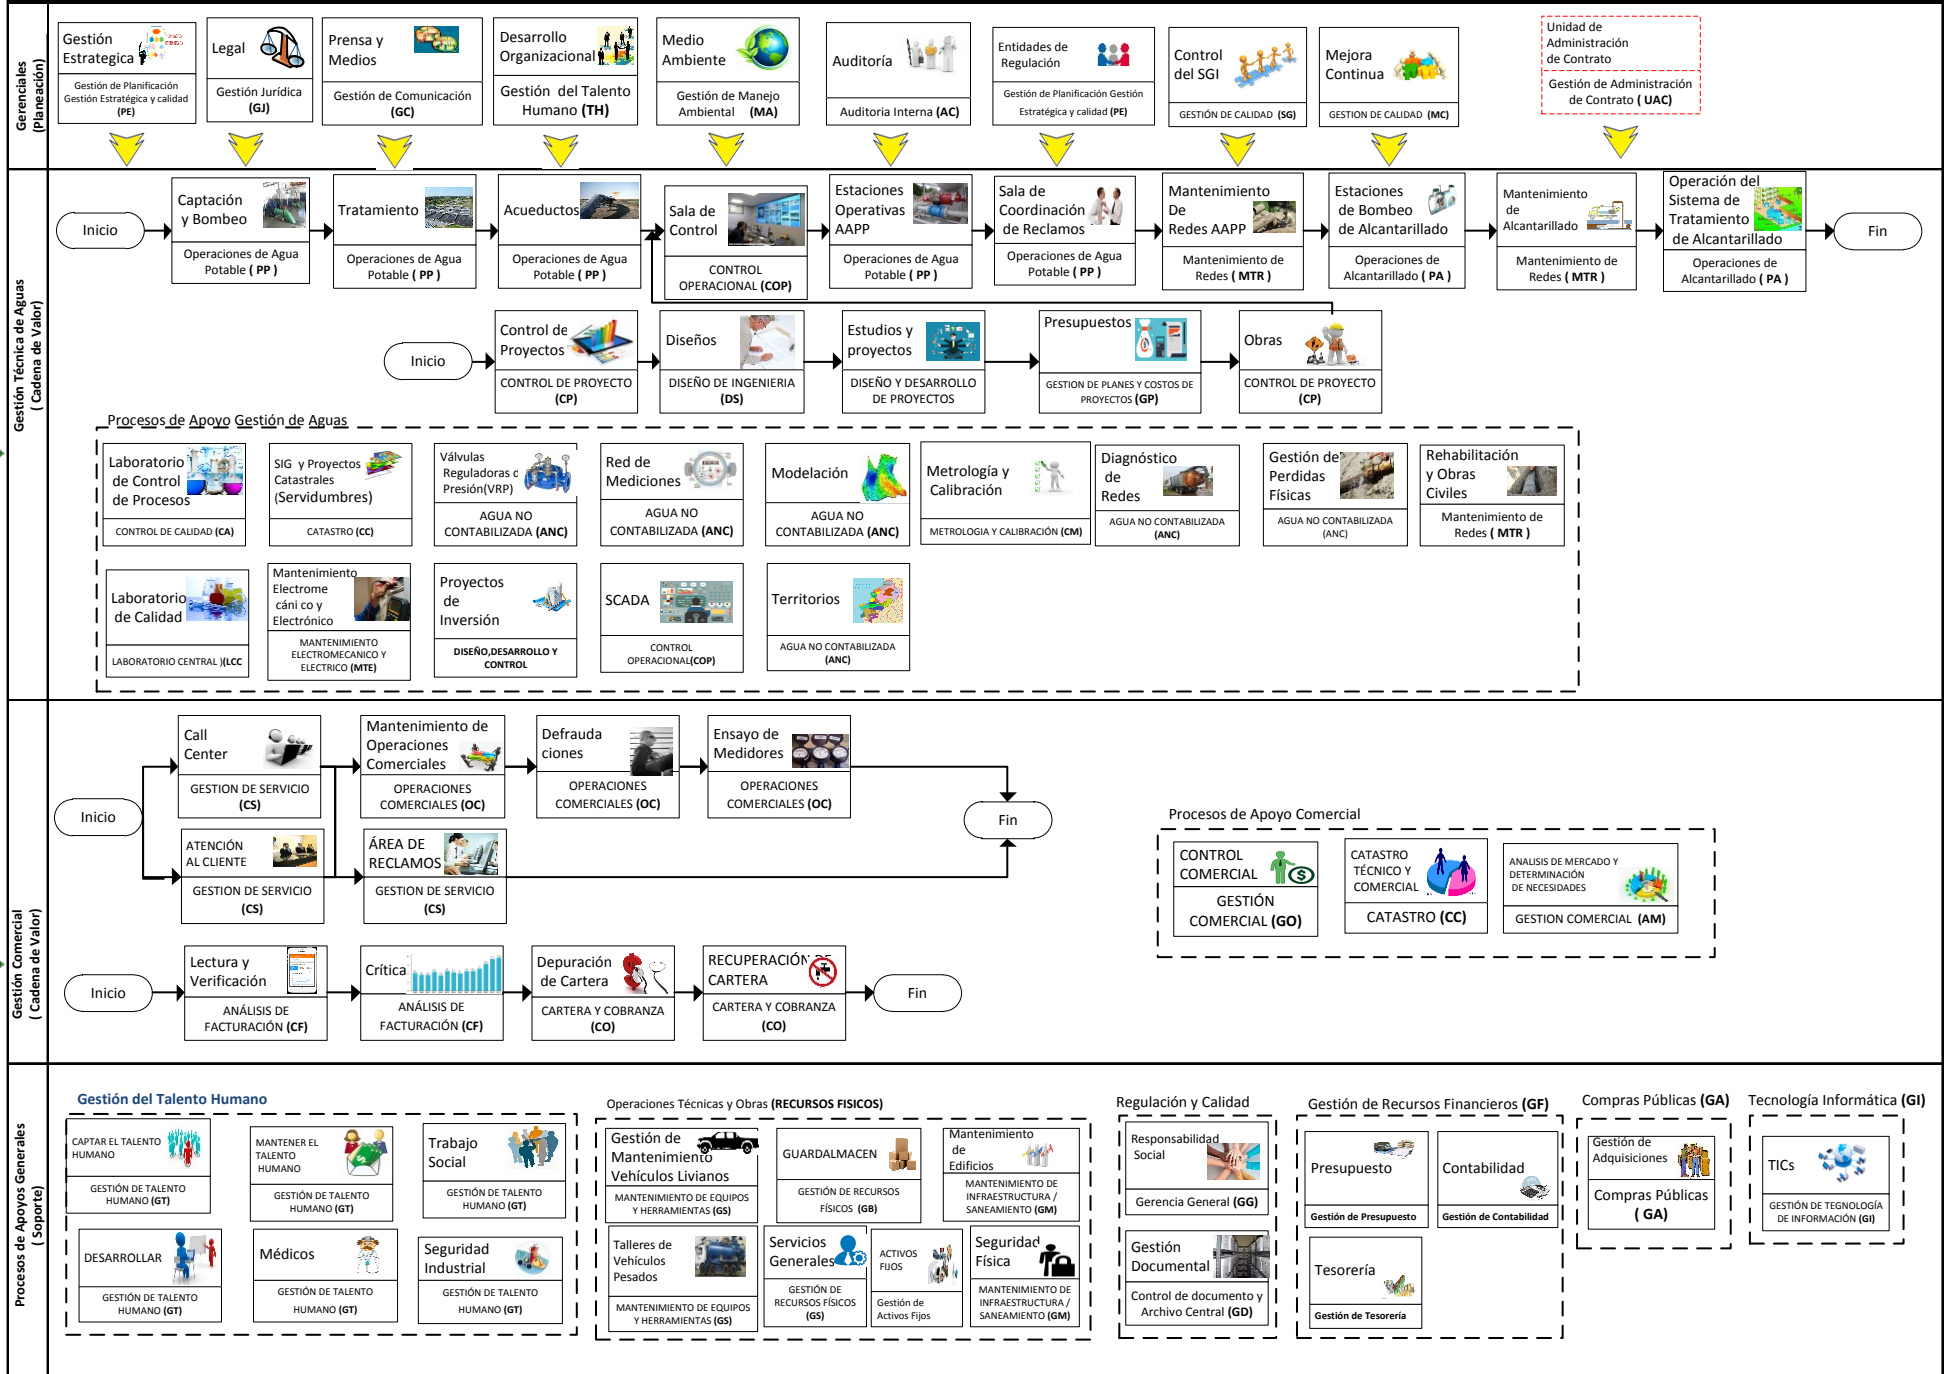 Gerenciales
(Planeación)
Gestión
Estrategica
Gestión de Planificación
Gestión Estratégica y calidad
(PE)
Legal
Gestión Jurídica
(GJ)
Prensa y
Medios
Gestión de Comunicación
(GC)
Desarrollo
Organizacional
Gestión del Talento
Humano (TH)
Medio
Ambiente
Gestión de Manejo
Ambiental (MA)
Auditoría
Auditoria Interna (AC)
Entidades de
Regulación
Gestión de Planificación Gestión
Estratégica y calidad (PE)
Control
del SGI
GESTIÓN DE CALIDAD (SG)
Mejora
Continua
GESTION DE CALIDAD (MC)
Unidad de
Administración
de Contrato
Gestión de Administración
de Contrato ( UAC)
Gestión Técnica de Aguas
( Cadena de Valor)
Inicio
Captación
y Bombeo
Operaciones de Agua
Potable ( PP )
Tratamiento
Operaciones de Agua
Potable ( PP )
Acueductos
Operaciones de Agua
Potable ( PP )
Sala de
Control
CONTROL
OPERACIONAL (COP)
Estaciones
Operativas
AAPP
Operaciones de Agua
Potable ( PP )
Sala de
Coordinación
de Reclamos
Operaciones de Agua
Potable ( PP )
Mantenimiento
De
Redes AAPP
Mantenimiento de
Redes ( MTR )
Estaciones
de Bombeo
de Alcantarillado
Operaciones de
Alcantarillado ( PA )
Mantenimiento
de
Alcantarillado
Mantenimiento de
Redes ( MTR )
Operación del
Sistema de
Tratamiento
de Alcantarillado
Operaciones de
Alcantarillado ( PA )
Fin
Inicio
Control de
Proyectos
CONTROL DE PROYECTO
(CP)
Diseños
DISEÑO DE INGENIERIA
(DS)
Estudios y
proyectos
DISEÑO Y DESARROLLO
DE PROYECTOS
Presupuestos
GESTION DE PLANES Y COSTOS DE
PROYECTOS (GP)
Obras
CONTROL DE PROYECTO
(CP)
Procesos de Apoyo Gestión de Aguas
Laboratorio
de Control
de Procesos
CONTROL DE CALIDAD (CA)
SIG y Proyectos
Catastrales
(Servidumbres)
CATASTRO (CC)
Válvulas
Reguladoras d
Presión(VRP)
AGUA NO
CONTABILIZADA (ANC)
Red de
Mediciones
AGUA NO
CONTABILIZADA (ANC)
Modelación
AGUA NO
CONTABILIZADA (ANC)
Metrología y
Calibración
METROLOGIA Y CALIBRACIÓN (CM)
Diagnóstico
de
Redes
AGUA NO CONTABILIZADA
(ANC)
Gestión de
Perdidas
Físicas
AGUA NO CONTABILIZADA
(ANC)
Rehabilitación
y Obras
Civiles
Mantenimiento de
Redes ( MTR )
Laboratorio
de Calidad
LABORATORIO CENTRAL )(LCC
Mantenimiento
Electrome
cáni co y
Electrónico
MANTENIMIENTO
ELECTROMECANICO Y
ELECTRICO (MTE)
Proyectos
de
Inversión
DISEÑO,DESARROLLO Y
CONTROL
SCADA
CONTROL
OPERACIONAL(COP)
Territorios
AGUA NO CONTABILIZADA
(ANC)
Gestión Comercial
( Cadena de Valor)
Inicio
Call
Center
GESTION DE SERVICIO
(CS)
Mantenimiento de
Operaciones
Comerciales
OPERACIONES
COMERCIALES (OC)
Defrauda
ciones
OPERACIONES
COMERCIALES (OC)
Ensayo de
Medidores
OPERACIONES
COMERCIALES (OC)
ATENCIÓN
AL CLIENTE
GESTION DE SERVICIO
(CS)
ÁREA DE
RECLAMOS
GESTION DE SERVICIO
(CS)
Fin
Procesos de Apoyo Comercial
CONTROL
COMERCIAL
GESTIÓN
COMERCIAL (GO)
CATASTRO
TÉCNICO Y
COMERCIAL
CATASTRO (CC)
ANALISIS DE MERCADO Y
DETERMINACIÓN
DE NECESIDADES
GESTION COMERCIAL (AM)
Inicio
Lectura y
Verificación
ANÁLISIS DE
FACTURACIÓN (CF)
Crítica
ANÁLISIS DE
FACTURACIÓN (CF)
Depuración
de Cartera
CARTERA Y COBRANZA
(CO)
RECUPERACIÓN DE
CARTERA
CARTERA Y COBRANZA
(CO)
Fin
Procesos de Apoyos Generales
( Soporte)
Gestión del Talento Humano
CAPTAR EL TALENTO
HUMANO
GESTIÓN DE TALENTO
HUMANO (GT)
MANTENER EL
TALENTO
HUMANO
GESTIÓN DE TALENTO
HUMANO (GT)
Trabajo
Social
GESTIÓN DE TALENTO
HUMANO (GT)
DESARROLLAR
GESTIÓN DE TALENTO
HUMANO (GT)
Médicos
GESTIÓN DE TALENTO
HUMANO (GT)
Seguridad
Industrial
GESTIÓN DE TALENTO
HUMANO (GT)
Operaciones Técnicas y Obras (RECURSOS FISICOS)
Gestión de
Mantenimiento
Vehículos Livianos
MANTENIMIENTO DE EQUIPOS
Y HERRAMIENTAS (GS)
GUARDALMACEN
GESTIÓN DE RECURSOS
FÍSICOS (GB)
Mantenimiento
de
Edificios
MANTENIMIENTO DE
INFRAESTRUCTURA /
SANEAMIENTO (GM)
Talleres de
Vehículos
Pesados
MANTENIMIENTO DE EQUIPOS
Y HERRAMIENTAS (GS)
Servicios
Generales
GESTIÓN DE
RECURSOS FÍSICOS
(GS)
ACTIVOS
FIJOS
Gestión de
Activos Fijos
Seguridad
Física
MANTENIMIENTO DE
INFRAESTRUCTURA /
SANEAMIENTO (GM)
Regulación y Calidad
Responsabilidad
Social
Gerencia General (GG)
Gestión
Documental
Control de documento y
Archivo Central (GD)
Gestión de Recursos Financieros (GF)
Presupuesto
Gestión de Presupuesto
Contabilidad
Gestión de Contabilidad
Tesorería
Gestión de Tesorería
Compras Públicas (GA)
Gestión de
Adquisiciones
Compras Públicas
( GA)
Tecnología Informática (GI)
TICs
GESTIÓN DE TEGNOLOGÍA
DE INFORMACIÓN (GI)